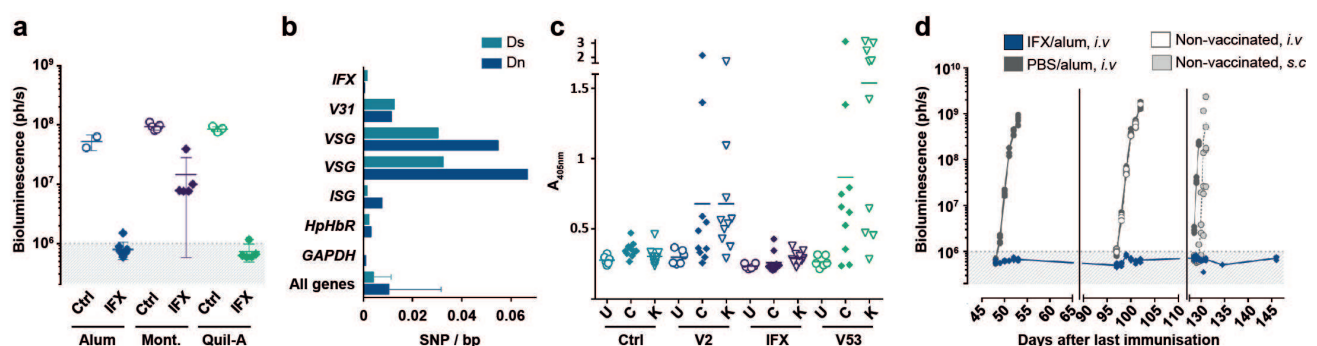 a
Bioluminescence (ph/s)
10⁹
10⁸
10⁷
10⁶
Ctrl IFX Ctrl IFX Ctrl IFX
Alum Mont. Quil-A
b
Ds
Dn
IFX
V31
VSG
VSG
ISG
HpHbR
GAPDH
All genes
0.00 0.02 0.04 0.06
SNP / bp
c
A405nm
3
2
1.5
1
0.5
U C K U C K U C K U C K
Ctrl V2 IFX V53
d
IFX/alum, i.v
PBS/alum, i.v
Non-vaccinated, i.v
Non-vaccinated, s.c
Bioluminescence (ph/s)
10¹⁰
10⁹
10⁸
10⁷
10⁶
45 50 55 60 65 90 95 100 105 110 130 135 140 145
Days after last immunisation